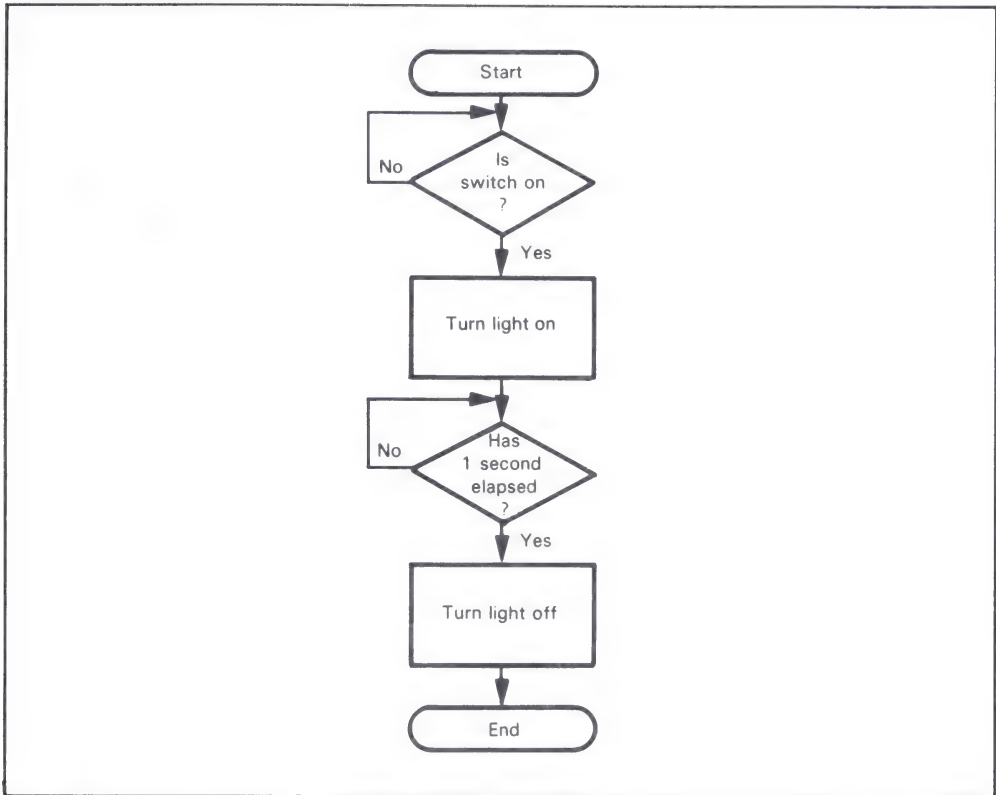 Start
No
Is
switch on
?
Yes
Turn light on
No
Has
1 second
elapsed
?
Yes
Turn light off
End